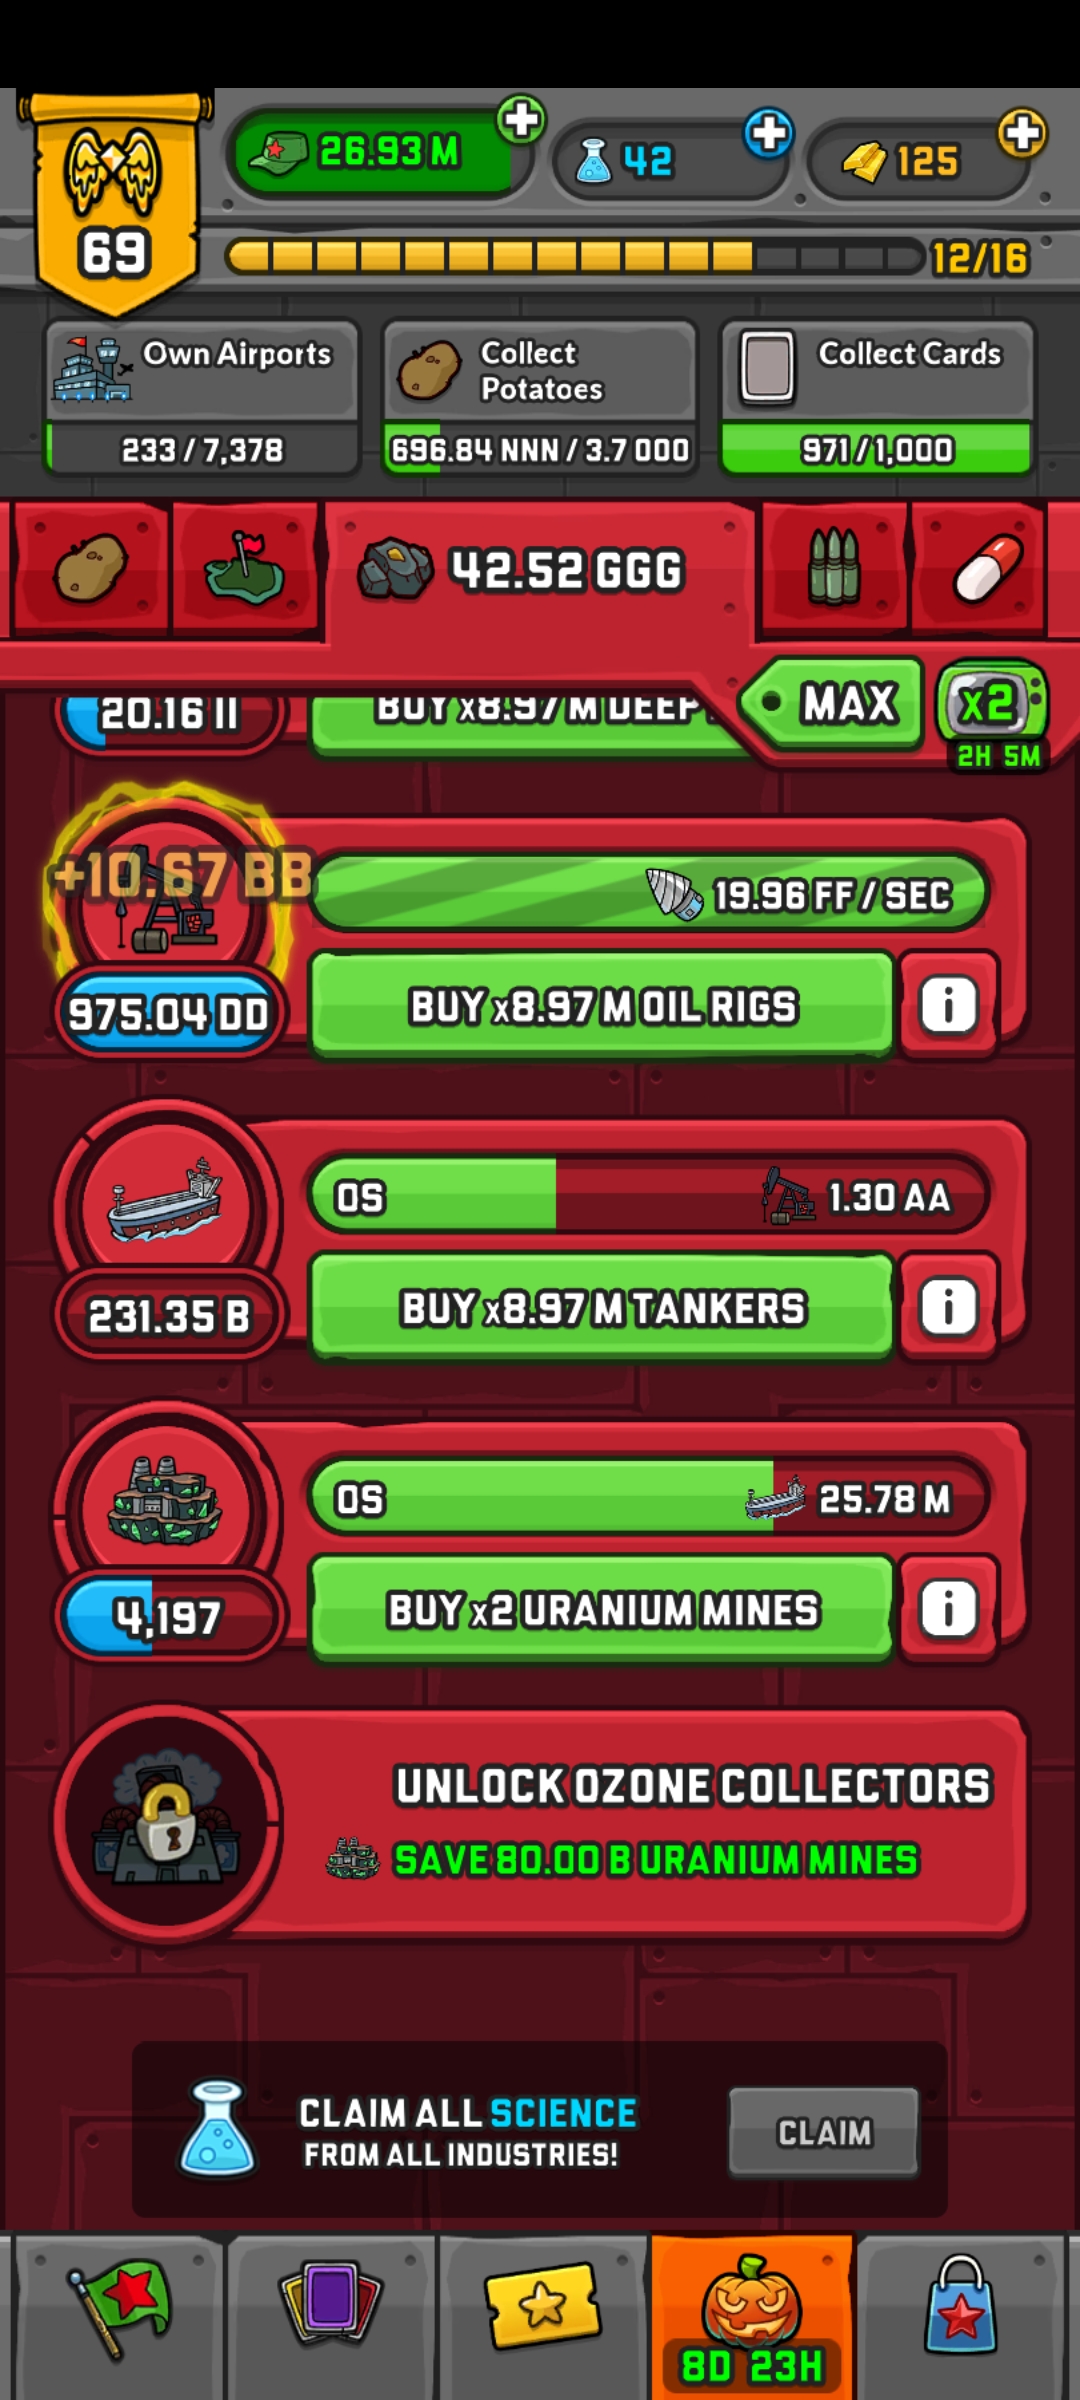 26.93 M
42
125
69
12/16
Own Airports
233 / 7,378
Collect
Potatoes
696.84 NNN / 3.7 OOO
Collect Cards
971 / 1,000
42.52 GGG
MAX
x2
2H 5M
20.16 II
BUY x8.97 M DEEP
+10.67 BB
19.96 FF / SEC
975.04 DD
BUY x8.97 M OIL RIGS
i
0S
1.30 AA
231.35 B
BUY x8.97 M TANKERS
i
0S
25.78 M
4,197
BUY x2 URANIUM MINES
i
UNLOCK OZONE COLLECTORS
SAVE 80.00 B URANIUM MINES
CLAIM ALL SCIENCE
FROM ALL INDUSTRIES!
CLAIM
8D 23H